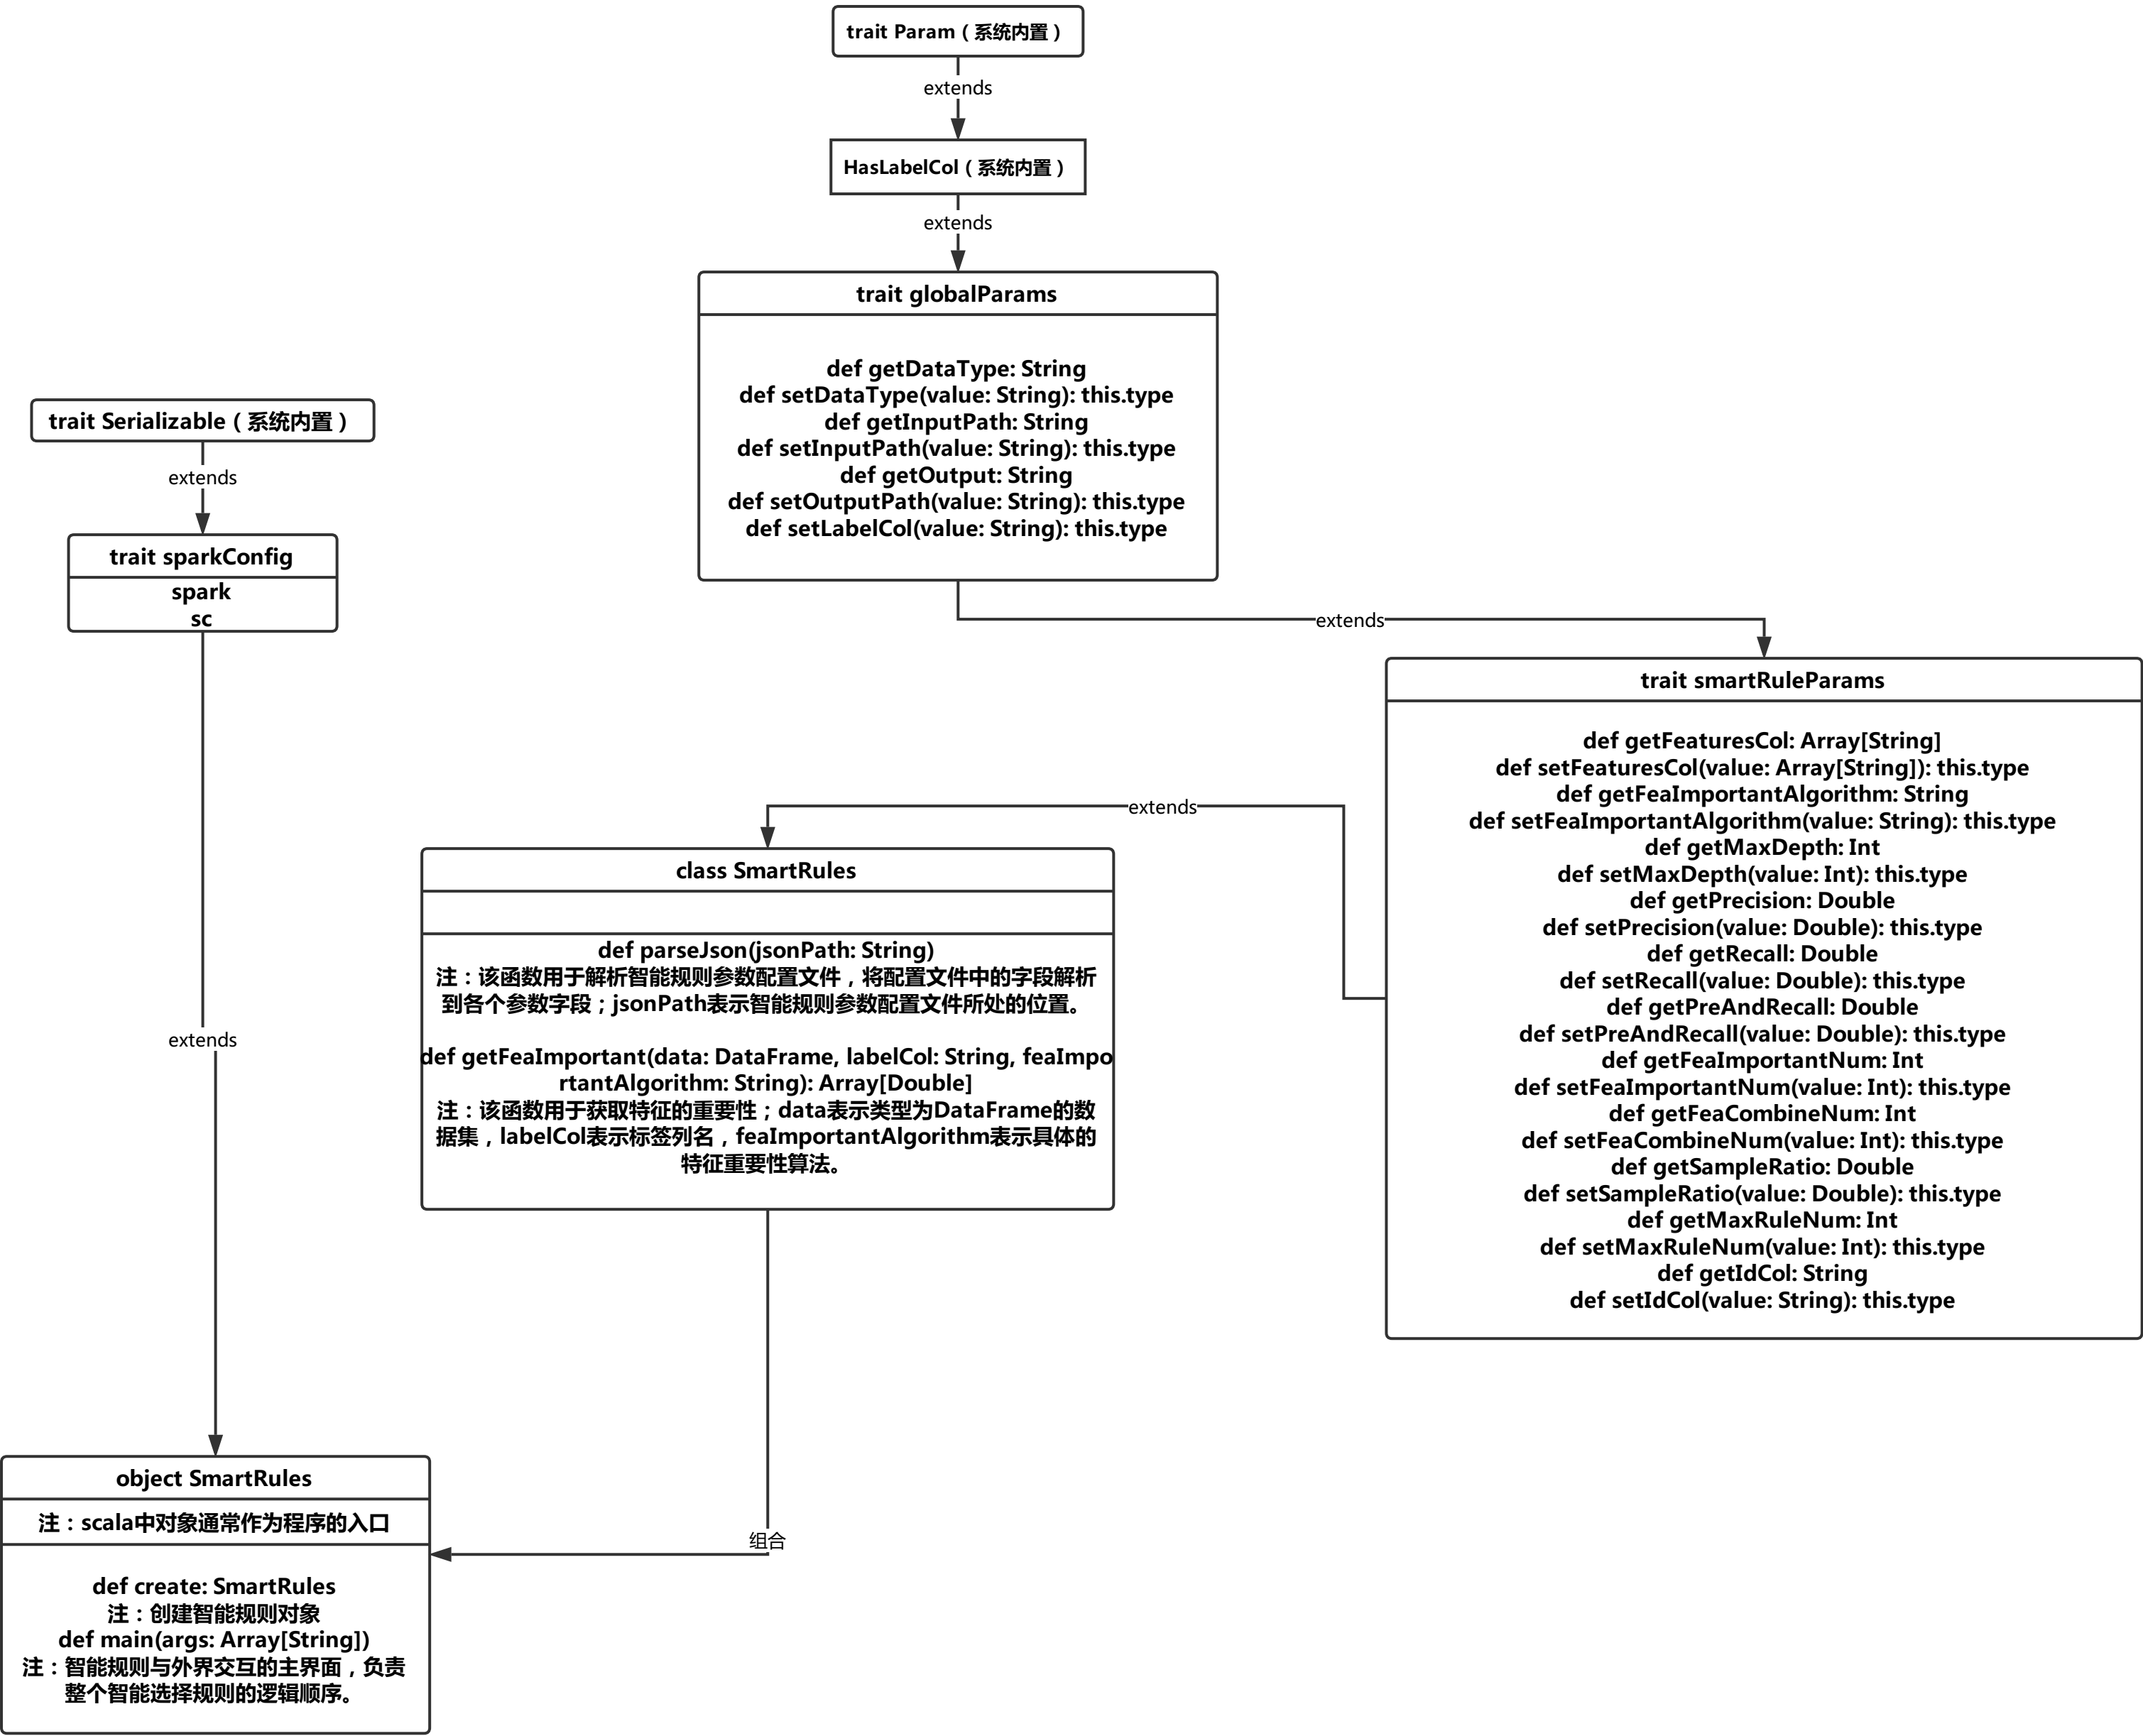 trait Param（系统内置）
extends
HasLabelCol（系统内置）
extends
trait globalParams
def getDataType: String
def setDataType(value: String): this.type
def getInputPath: String
def setInputPath(value: String): this.type
def getOutput: String
def setOutputPath(value: String): this.type
def setLabelCol(value: String): this.type
trait Serializable（系统内置）
extends
trait sparkConfig
spark
sc
extends
extends
trait smartRuleParams
def getFeaturesCol: Array[String]
def setFeaturesCol(value: Array[String]): this.type
def getFeaImportantAlgorithm: String
def setFeaImportantAlgorithm(value: String): this.type
def getMaxDepth: Int
def setMaxDepth(value: Int): this.type
def getPrecision: Double
def setPrecision(value: Double): this.type
def getRecall: Double
def setRecall(value: Double): this.type
def getPreAndRecall: Double
def setPreAndRecall(value: Double): this.type
def getFeaImportantNum: Int
def setFeaImportantNum(value: Int): this.type
def getFeaCombineNum: Int
def setFeaCombineNum(value: Int): this.type
def getSampleRatio: Double
def setSampleRatio(value: Double): this.type
def getMaxRuleNum: Int
def setMaxRuleNum(value: Int): this.type
def getIdCol: String
def setIdCol(value: String): this.type
extends
class SmartRules
def parseJson(jsonPath: String)
注：该函数用于解析智能规则参数配置文件，将配置文件中的字段解析
到各个参数字段；jsonPath表示智能规则参数配置文件所处的位置。
def getFeaImportant(data: DataFrame, labelCol: String, feaImpo
rtantAlgorithm: String): Array[Double]
注：该函数用于获取特征的重要性；data表示类型为DataFrame的数
据集，labelCol表示标签列名，feaImportantAlgorithm表示具体的
特征重要性算法。
组合
object SmartRules
注：scala中对象通常作为程序的入口
def create: SmartRules
注：创建智能规则对象
def main(args: Array[String])
注：智能规则与外界交互的主界面，负责
整个智能选择规则的逻辑顺序。